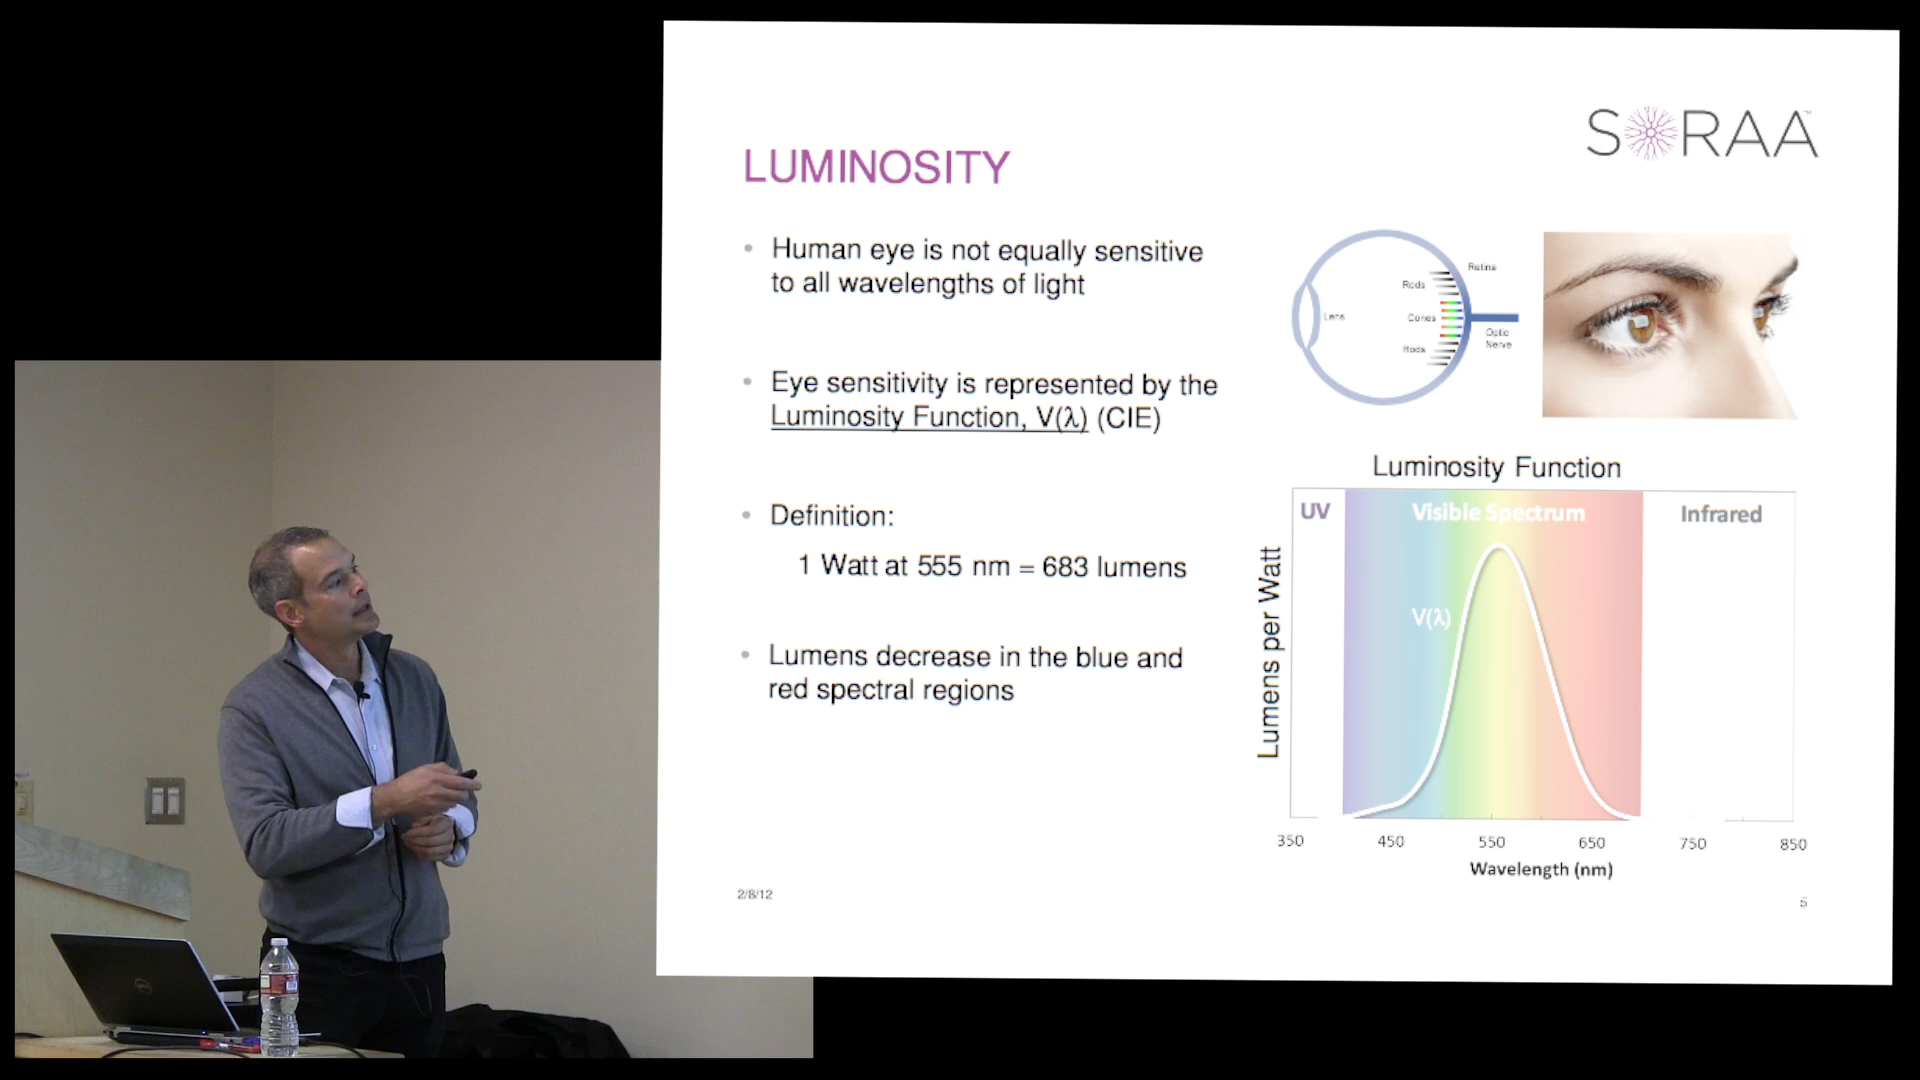 SORAA
LUMINOSITY
Human eye is not equally sensitive
to all wavelengths of light
Eye sensitivity is represented by the
Luminosity Function, V(λ) (CIE)
Definition:
1 Watt at 555 nm = 683 lumens
Lumens decrease in the blue and
red spectral regions
Retina
Rods
Lens
Cones
Optic
Nerve
Rods
Luminosity Function
UV
Visible Spectrum
Infrared
V(λ)
Lumens per Watt
350 450 550 650 750 850
Wavelength (nm)
2/8/12
5